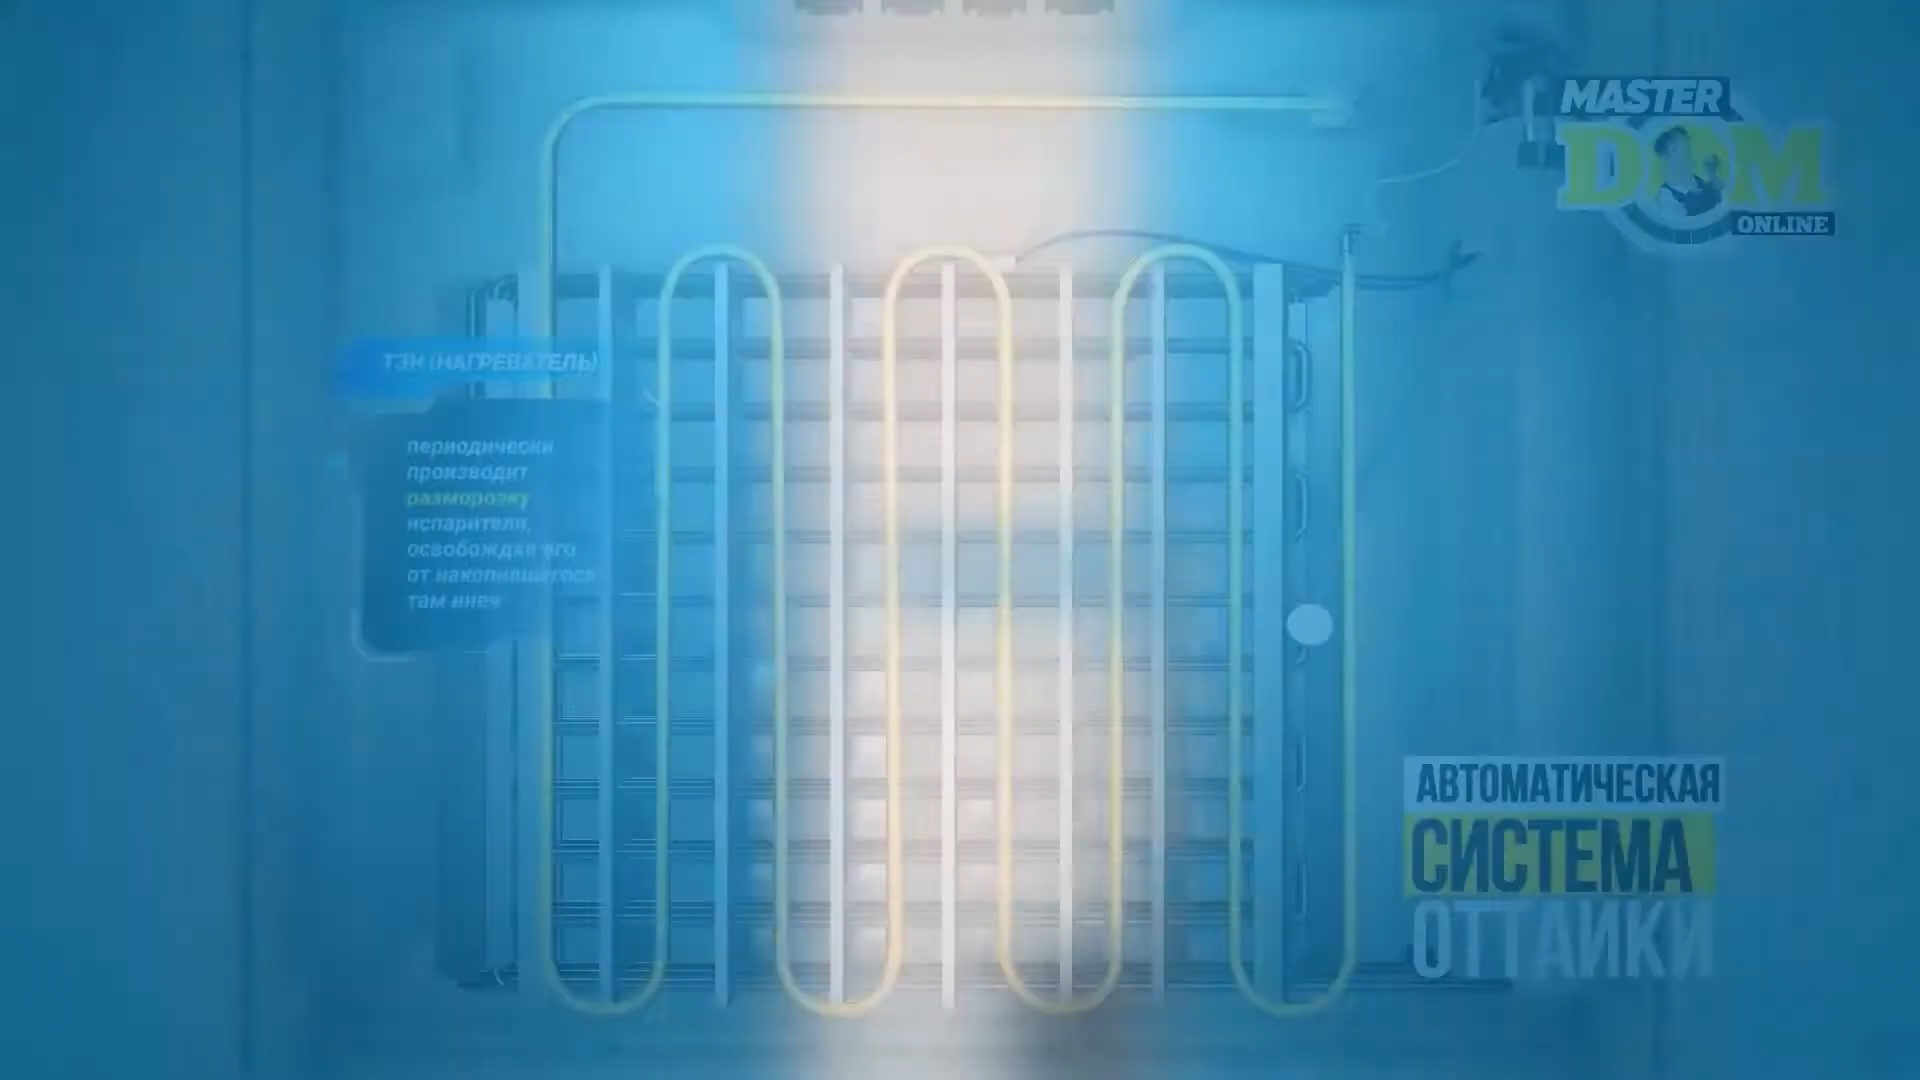 MASTER
DOM
ONLINE
ТЭН (НАГРЕВАТЕЛЬ)
периодически
производит
разморозку
испарителя,
освобождая его
от накопившегося
там инея
АВТОМАТИЧЕСКАЯ
СИСТЕМА
ОТТАЙКИ